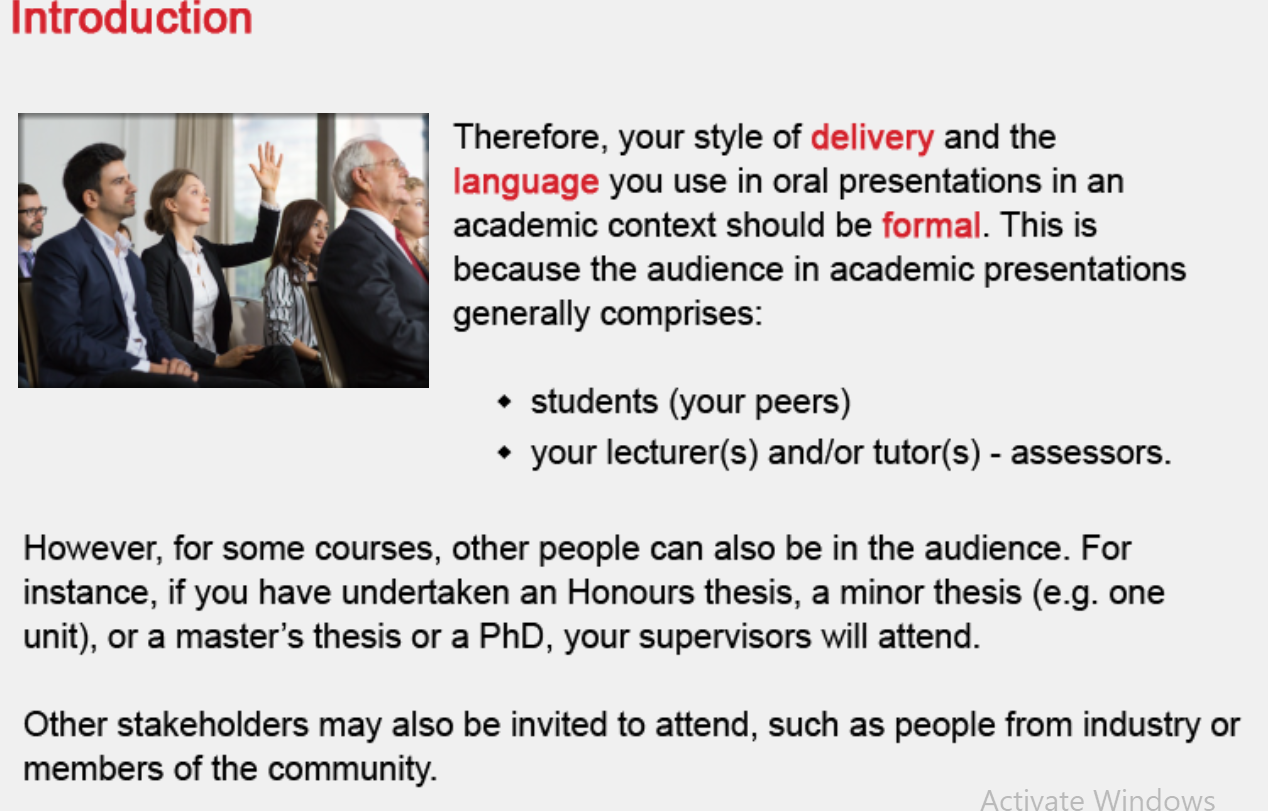 Introduction
Therefore, your style of delivery and the
language you use in oral presentations in an
academic context should be formal. This is
because the audience in academic presentations
generally comprises:
◆ students (your peers)
◆ your lecturer(s) and/or tutor(s) - assessors.
However, for some courses, other people can also be in the audience. For
instance, if you have undertaken an Honours thesis, a minor thesis (e.g. one
unit), or a master’s thesis or a PhD, your supervisors will attend.
Other stakeholders may also be invited to attend, such as people from industry or
members of the community.
Activate Windows